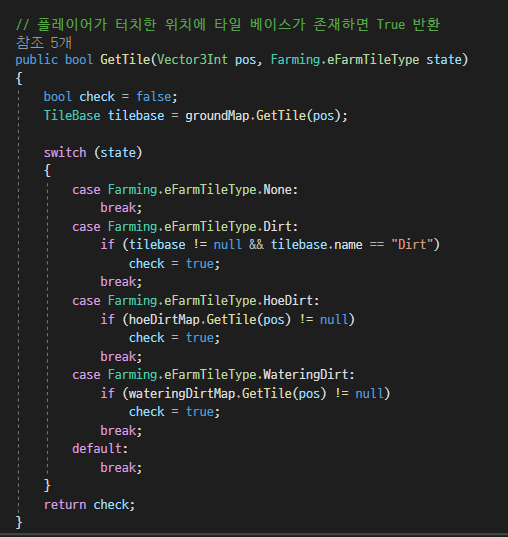 // 플레이어가 터치한 위치에 타일 베이스가 존재하면 True 반환
참조 5개
public bool GetTile(Vector3Int pos, Farming.eFarmTileType state)
{
    bool check = false;
    TileBase tilebase = groundMap.GetTile(pos);

    switch (state)
    {
        case Farming.eFarmTileType.None:
            break;
        case Farming.eFarmTileType.Dirt:
            if (tilebase != null && tilebase.name == "Dirt")
                check = true;
            break;
        case Farming.eFarmTileType.HoeDirt:
            if (hoeDirtMap.GetTile(pos) != null)
                check = true;
            break;
        case Farming.eFarmTileType.WateringDirt:
            if (wateringDirtMap.GetTile(pos) != null)
                check = true;
            break;
        default:
            break;
    }
    return check;
}